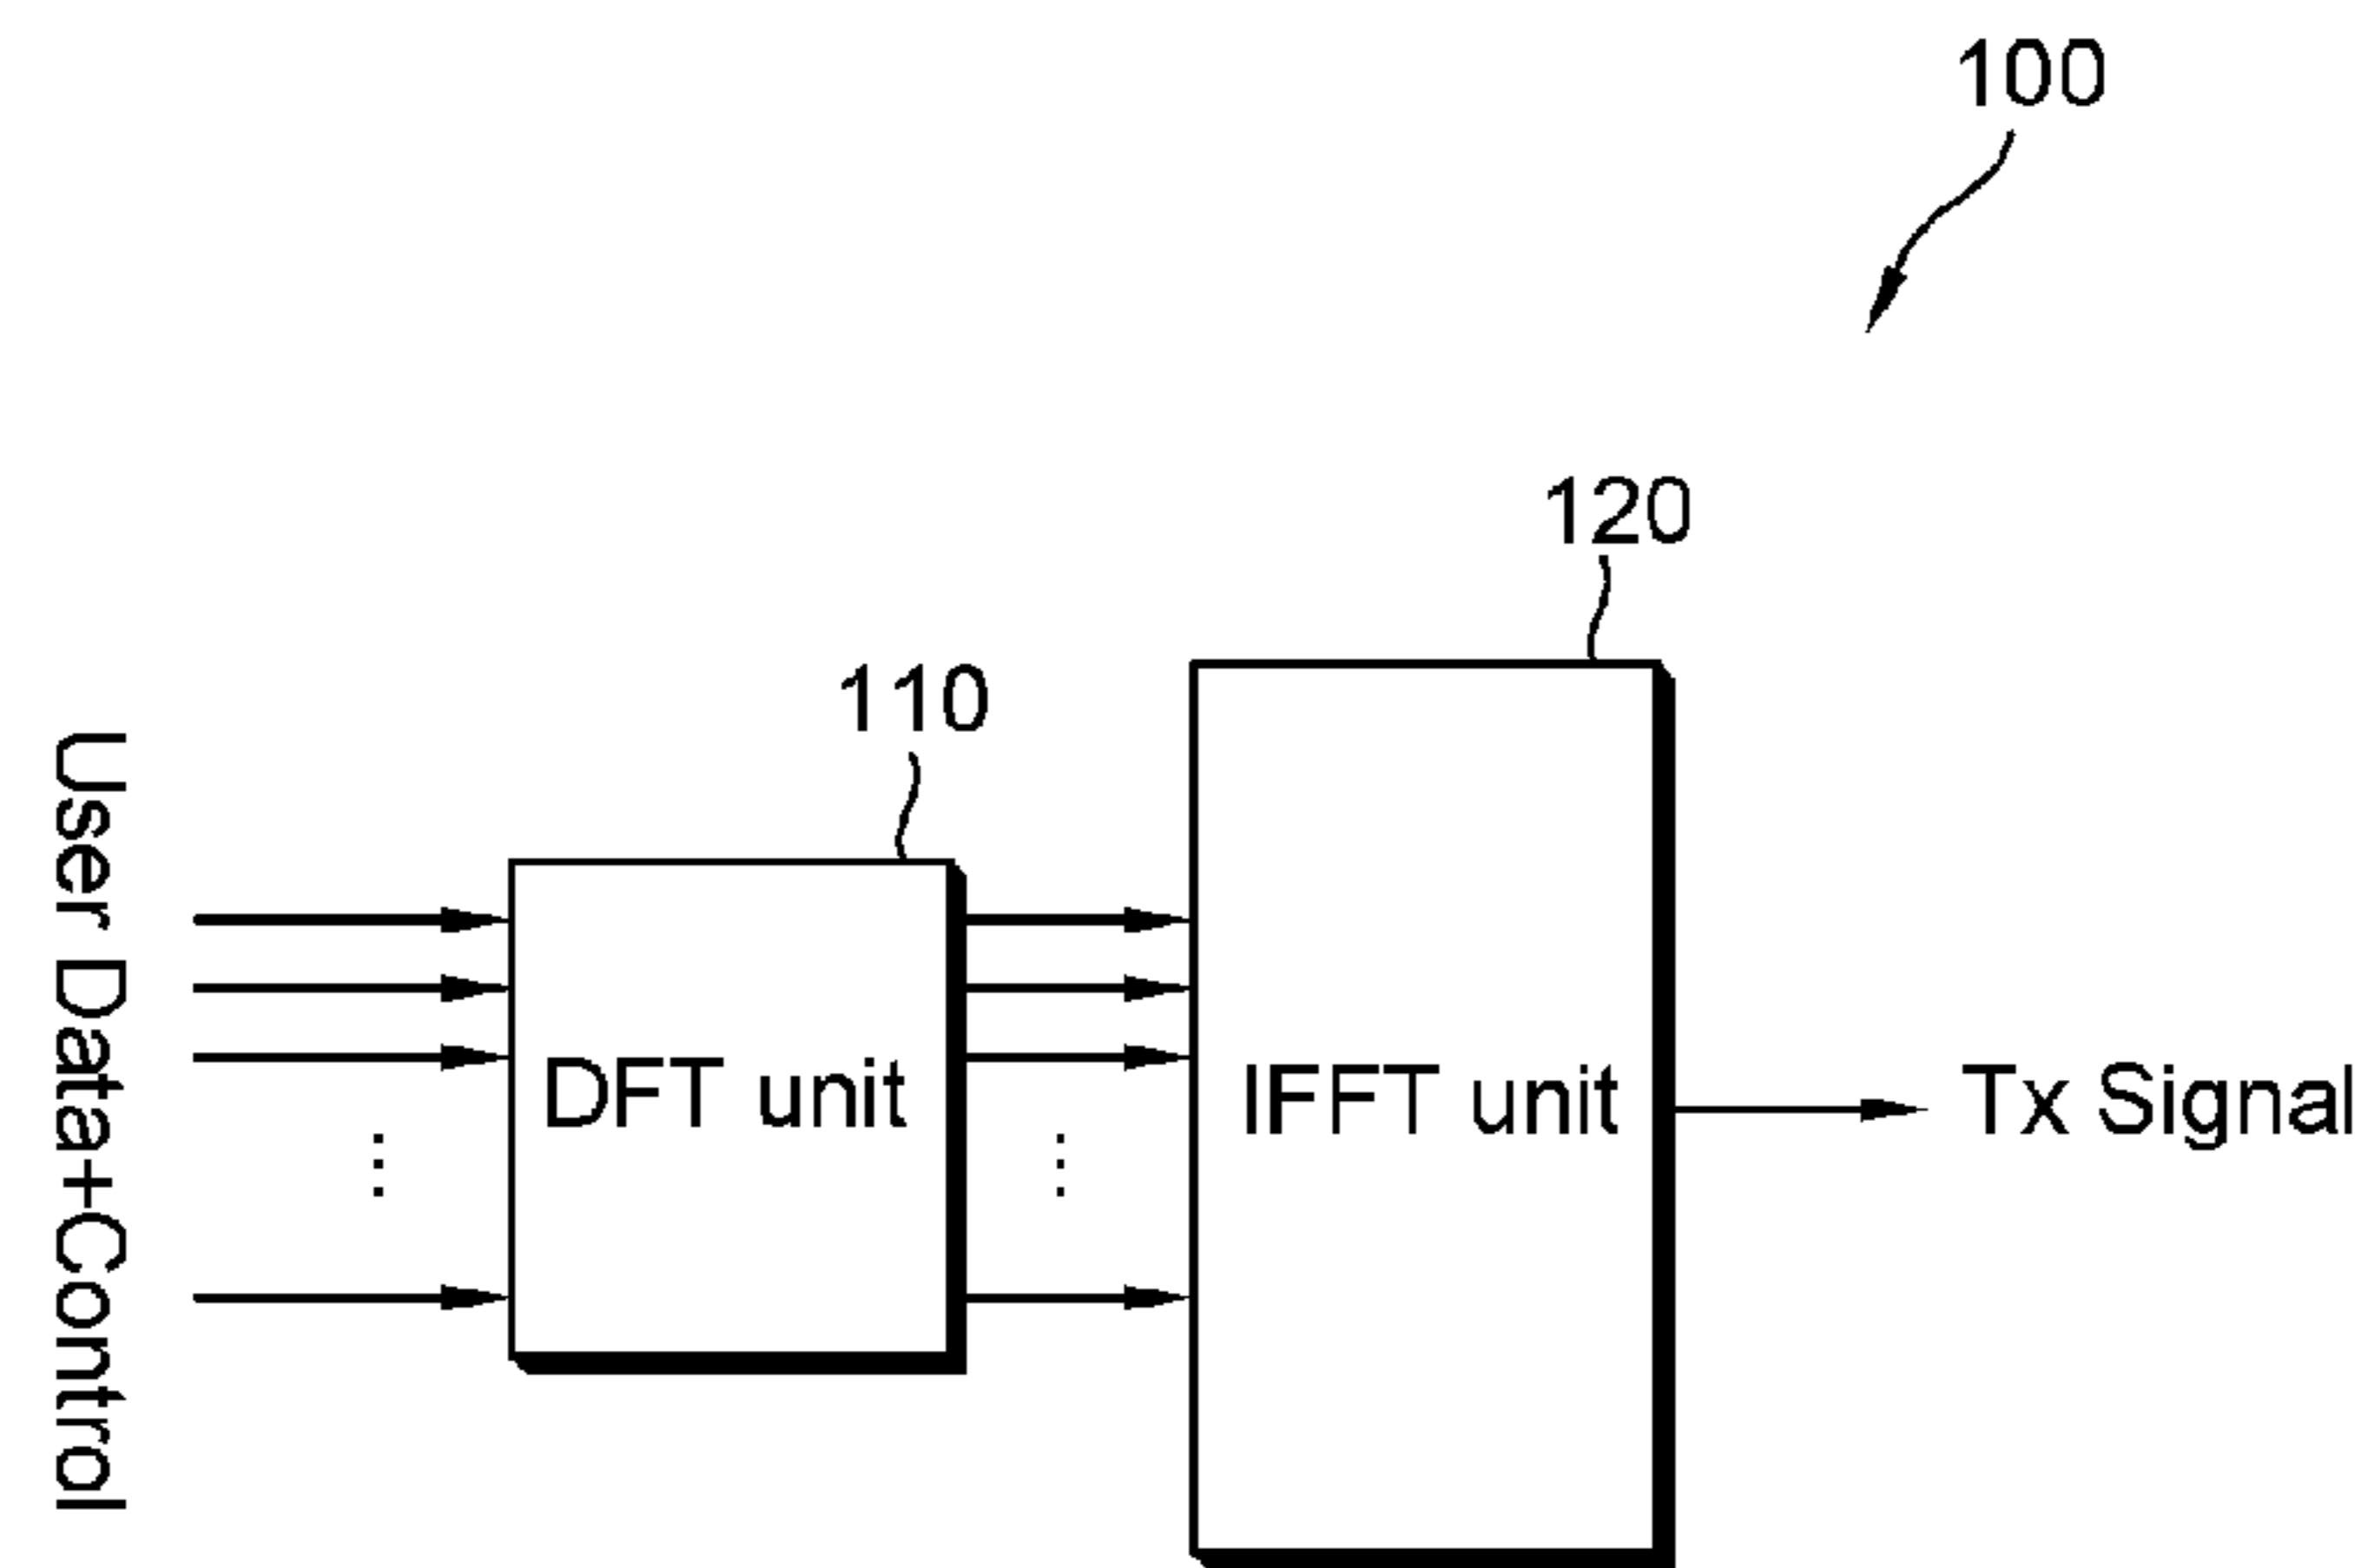 100
120
110
User Data+Control
DFT unit
IFFT unit
Tx Signal